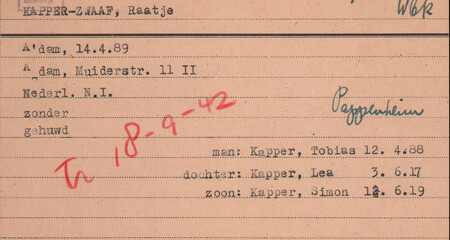 KAPPER-ZWAAF, Raatje
Wbk
A'dam, 14.4.89
A'dam, Muiderstr. 11 II
Nederl. N.I.
zonder
gehuwd
Pappenheim
Tr 18-9-42
man: Kapper, Tobias 12. 4.88
dochter: Kapper, Lea 3. 6.17
zoon: Kapper, Simon 12. 6.19